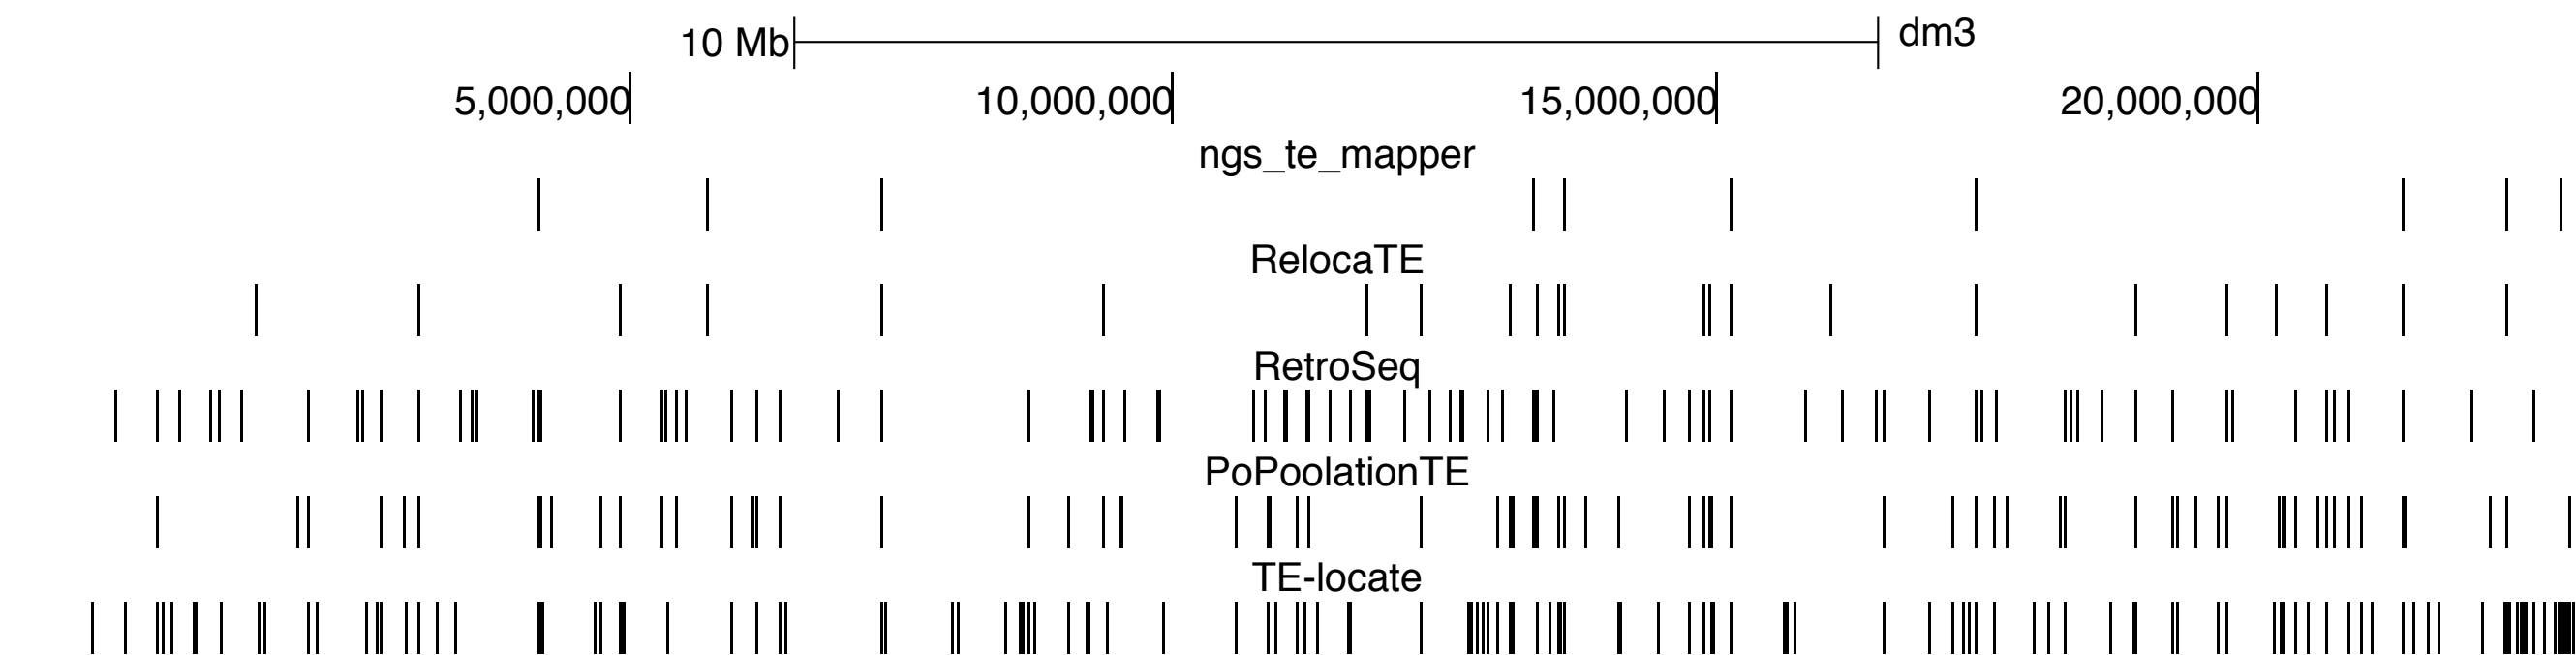 10 Mb dm3
5,000,000 10,000,000 15,000,000 20,000,000
ngs_te_mapper
RelocaTE
RetroSeq
PoPoolationTE
TE-locate